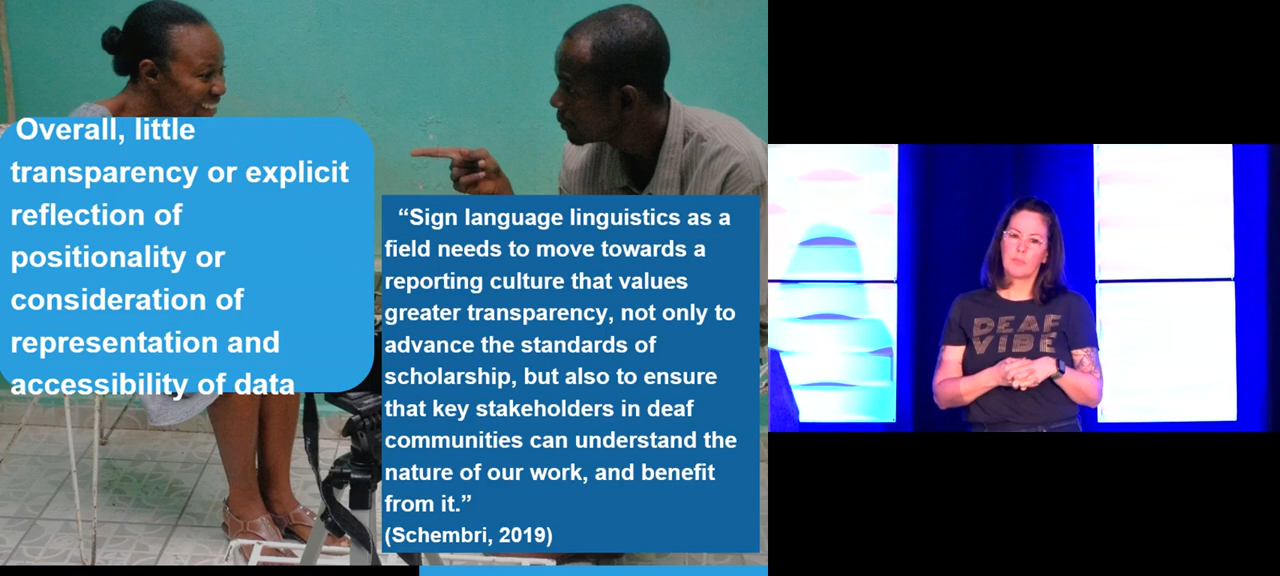 Overall, little
transparency or explicit
reflection of
positionality or
consideration of
representation and
accessibility of data
“Sign language linguistics as a
field needs to move towards a
reporting culture that values
greater transparency, not only to
advance the standards of
scholarship, but also to ensure
that key stakeholders in deaf
communities can understand the
nature of our work, and benefit
from it.”
(Schembri, 2019)
DEAF
VIBE